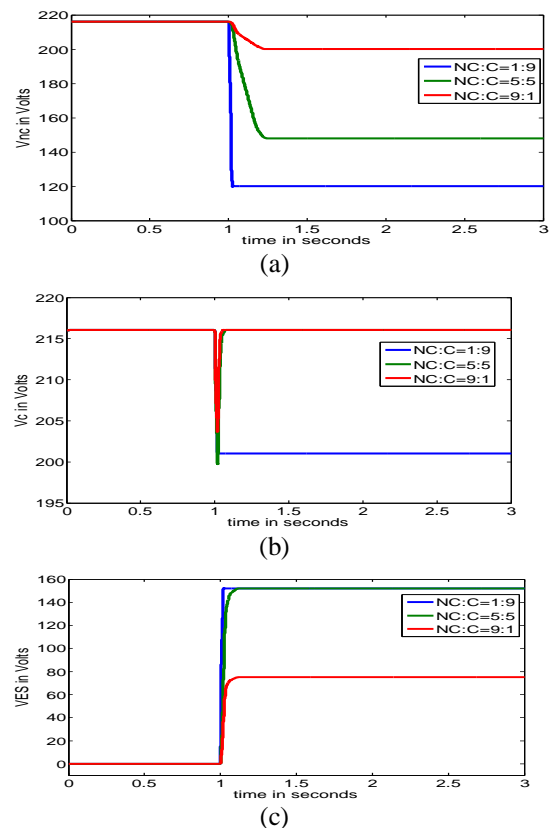 220
200
180
160
140
120
100
Vnc in Volts
NC:C=1:9
NC:C=5:5
NC:C=9:1
0 0.5 1 1.5 2 2.5 3
time in seconds
(a)
220
215
210
205
200
195
Vc in Volts
NC:C=1:9
NC:C=5:5
NC:C=9:1
0 0.5 1 1.5 2 2.5 3
time in seconds
(b)
160
140
120
100
80
60
40
20
0
VES in Volts
NC:C=1:9
NC:C=5:5
NC:C=9:1
0 0.5 1 1.5 2 2.5 3
time in seconds
(c)